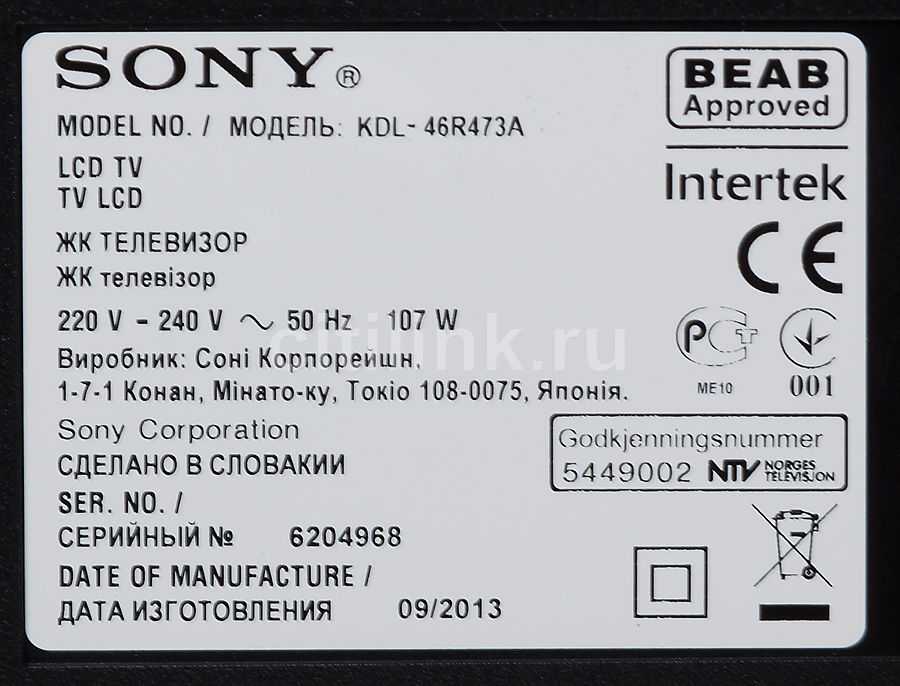 SONY®
MODEL NO. / МОДЕЛЬ: KDL-46R473A
LCD TV
TV LCD
ЖК ТЕЛЕВИЗОР
ЖК телевізор
220 V - 240 V ~ 50 Hz 107 W
Виробник: Соні Корпорейшн,
1-7-1 Конан, Мінато-ку, Токіо 108-0075, Японія.
Sony Corporation
СДЕЛАНО В СЛОВАКИИ
SER. NO. /
СЕРИЙНЫЙ № 6204968
DATE OF MANUFACTURE /
ДАТА ИЗГОТОВЛЕНИЯ 09/2013
BEAB
Approved
Intertek
CE
РСТ
ME10
001
Godkjenningsnummer
5449002 NTV NORGES
TELEVISJON
citilink.ru